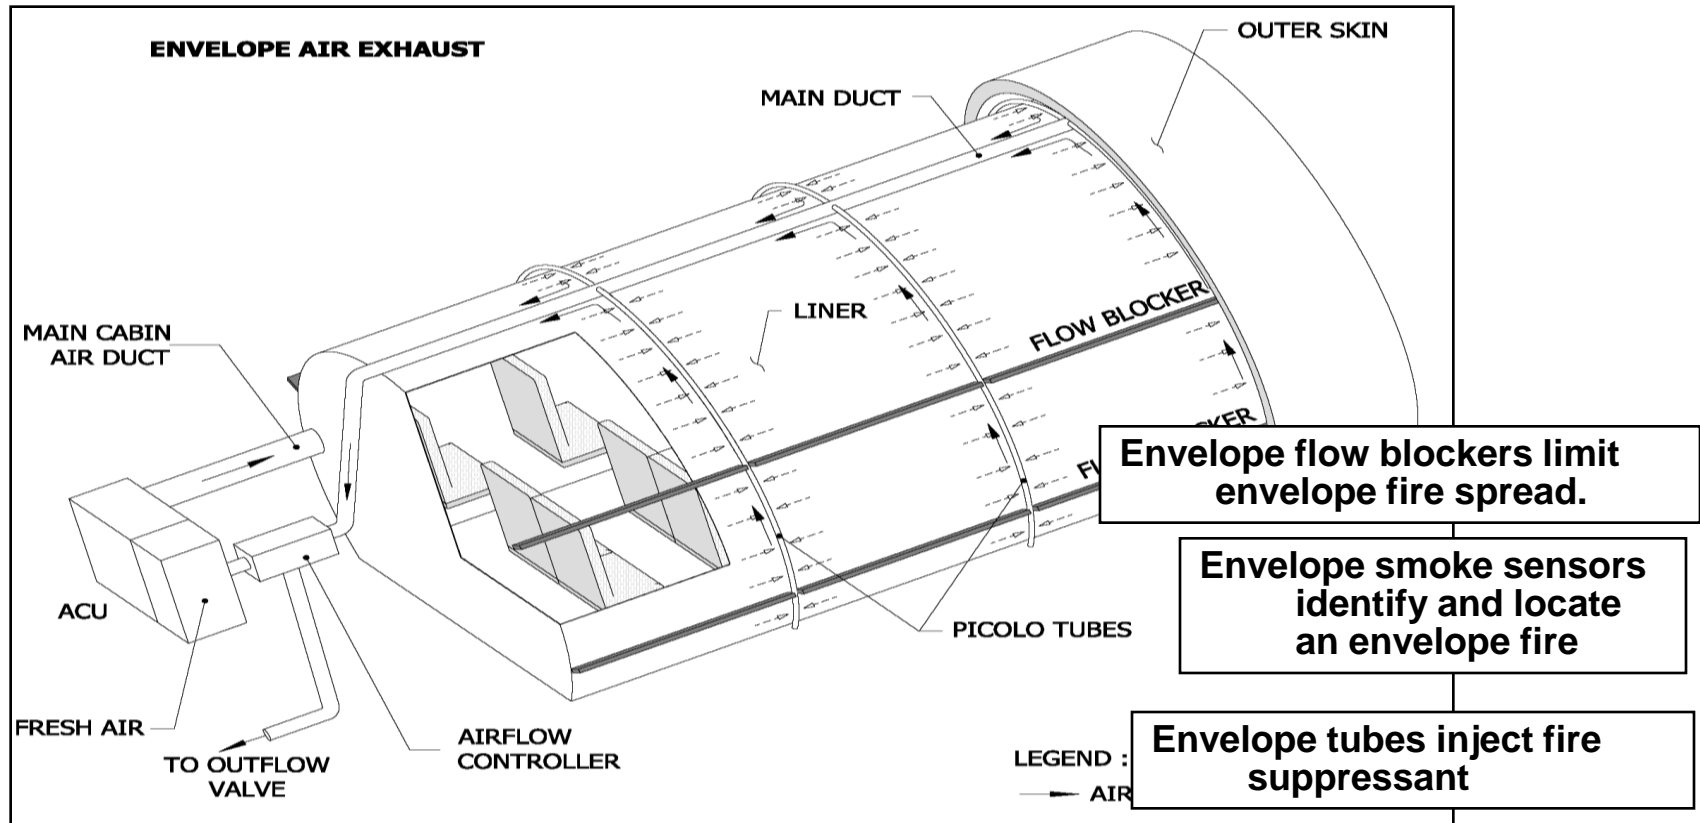 ENVELOPE AIR EXHAUST
OUTER SKIN
MAIN DUCT
LINER
MAIN CABIN
AIR DUCT
FLOW BLOCKER
Envelope flow blockers limit
envelope fire spread.
Envelope smoke sensors
identify and locate
an envelope fire
ACU
PICOLO TUBES
FRESH AIR
AIRFLOW
CONTROLLER
TO OUTFLOW
VALVE
LEGEND :
AIR
Envelope tubes inject fire
suppressant